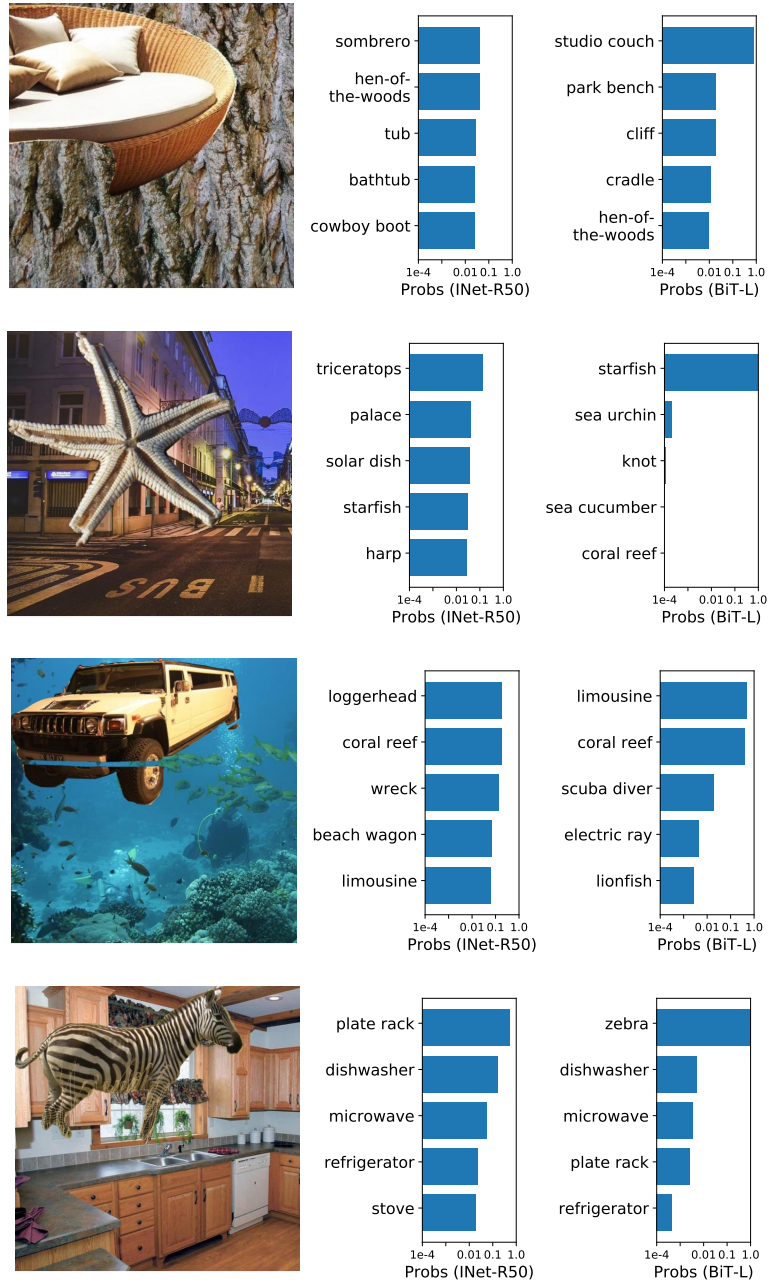 sombrero
hen-of-
the-woods
tub
bathtub
cowboy boot
1e-4 0.01 0.1 1.0
Probs (INet-R50)
studio couch
park bench
cliff
cradle
hen-of-
the-woods
1e-4 0.01 0.1 1.0
Probs (BiT-L)
BUS
triceratops
palace
solar dish
starfish
harp
1e-4 0.01 0.1 1.0
Probs (INet-R50)
starfish
sea urchin
knot
sea cucumber
coral reef
1e-4 0.01 0.1 1.0
Probs (BiT-L)
loggerhead
coral reef
wreck
beach wagon
limousine
1e-4 0.01 0.1 1.0
Probs (INet-R50)
limousine
coral reef
scuba diver
electric ray
lionfish
1e-4 0.01 0.1 1.0
Probs (BiT-L)
plate rack
dishwasher
microwave
refrigerator
stove
1e-4 0.01 0.1 1.0
Probs (INet-R50)
zebra
dishwasher
microwave
plate rack
refrigerator
1e-4 0.01 0.1 1.0
Probs (BiT-L)